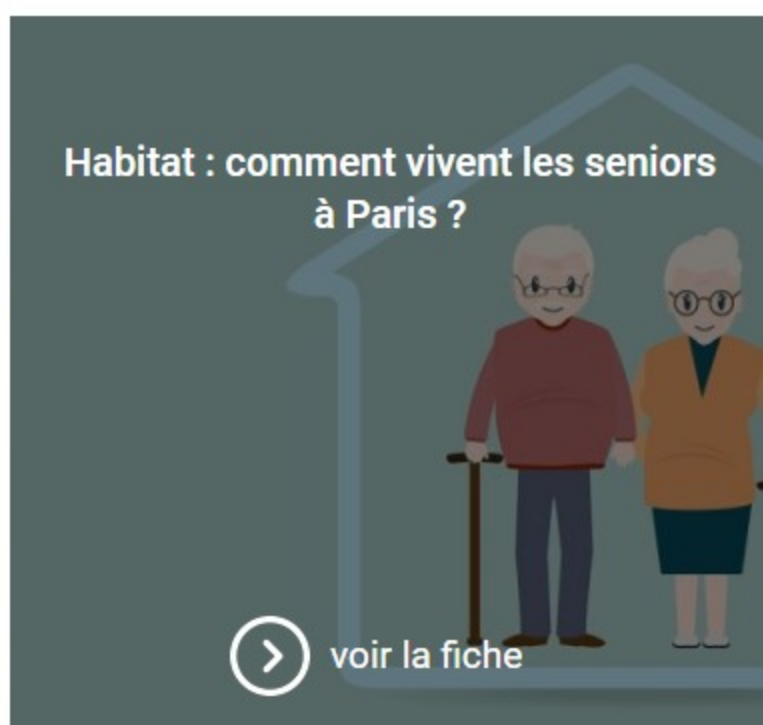 Habitat : comment vivent les seniors
à Paris ?
voir la fiche